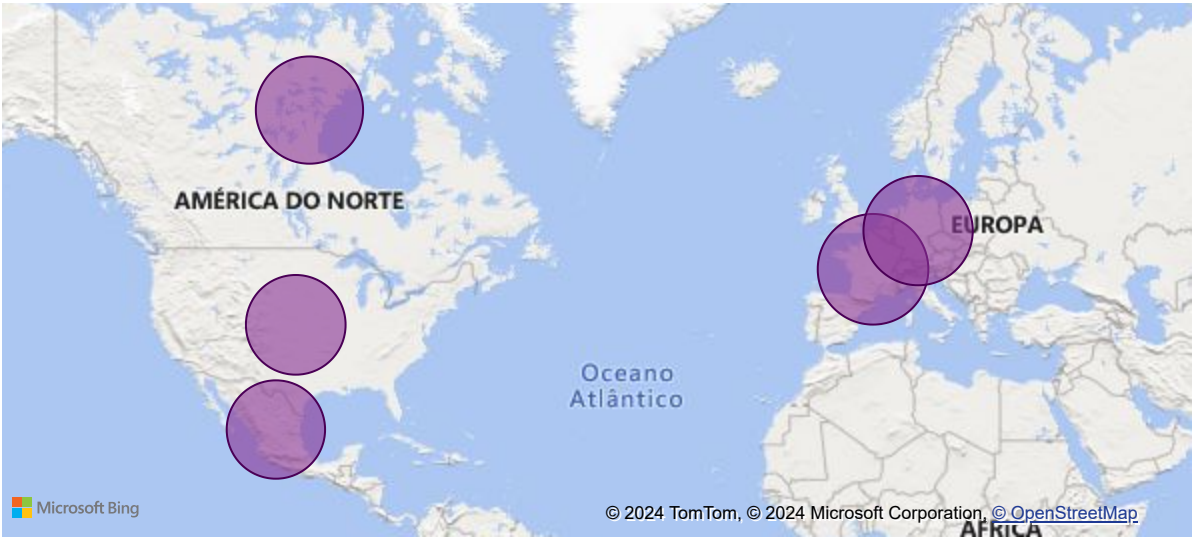 AMÉRICA DO NORTE
EUROPA
Oceano
Atlântico
Microsoft Bing
© 2024 TomTom, © 2024 Microsoft Corporation, © OpenStreetMap
ÁFRICA